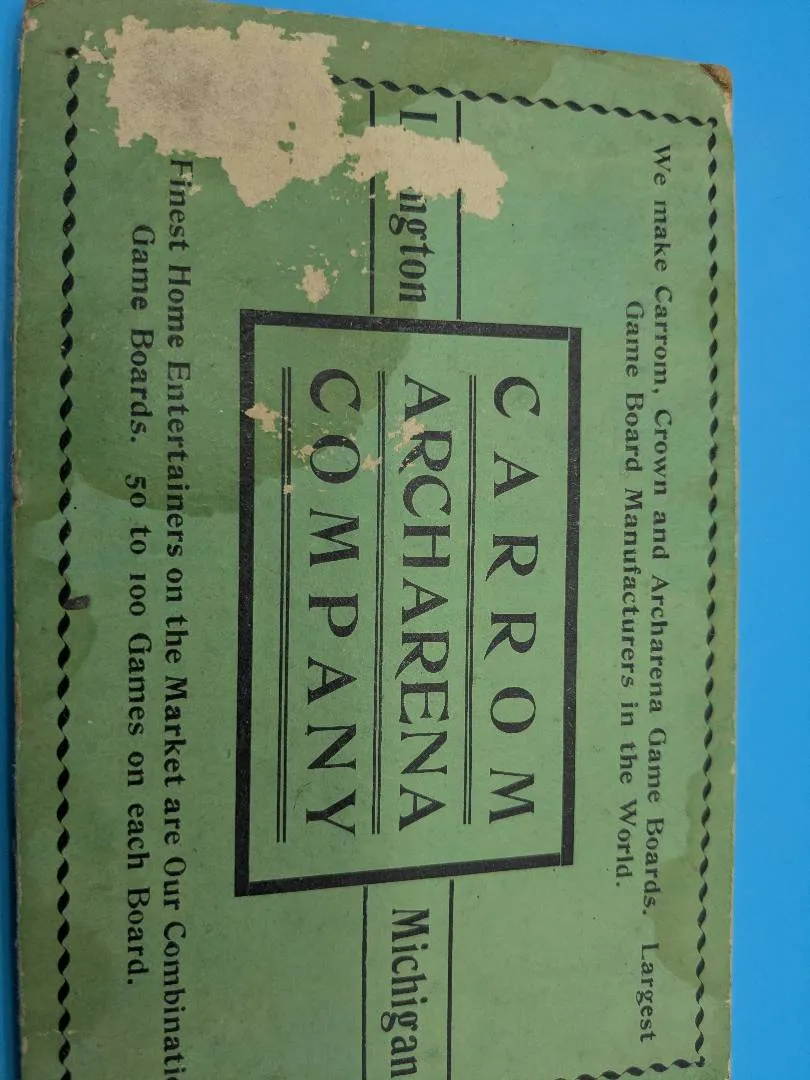 We make Carrom, Crown and Archarena Game Boards. Largest
Game Board Manufacturers in the World.
CARROM
ARCHARENA
COMPANY
L ngton
Michigan
Finest Home Entertainers on the Market are Our Combinati
Game Boards. 50 to 100 Games on each Board.